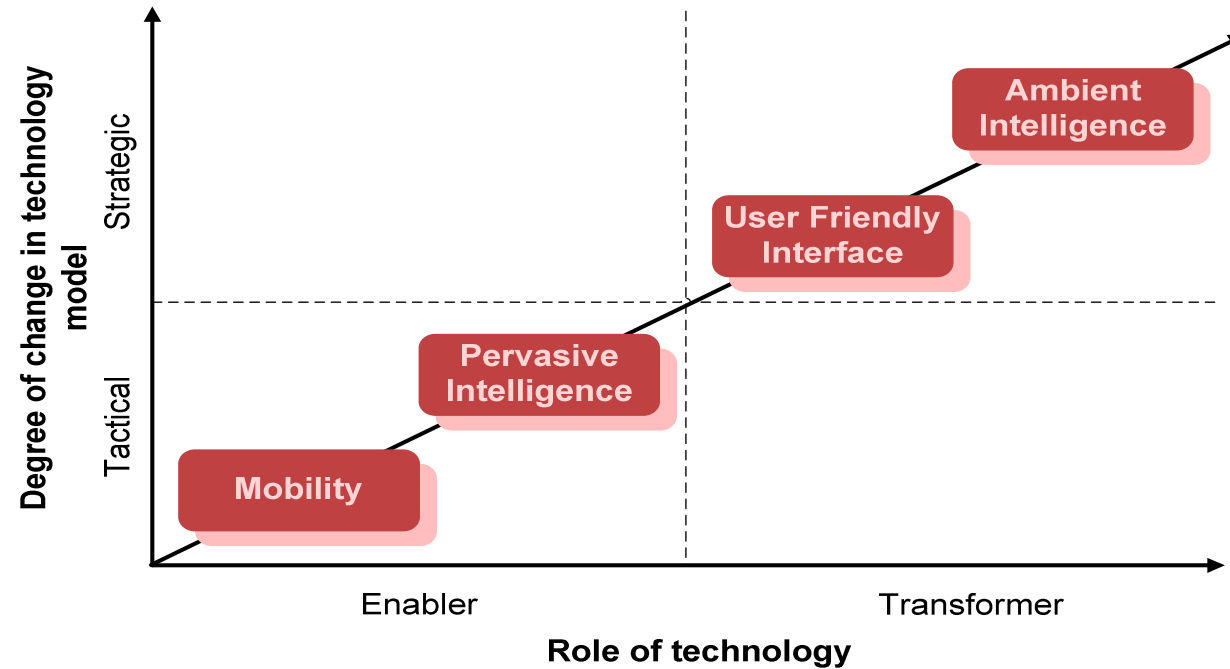 Degree of change in technology
model
Strategic
Tactical
Ambient
Intelligence
User Friendly
Interface
Pervasive
Intelligence
Mobility
Enabler
Transformer
Role of technology